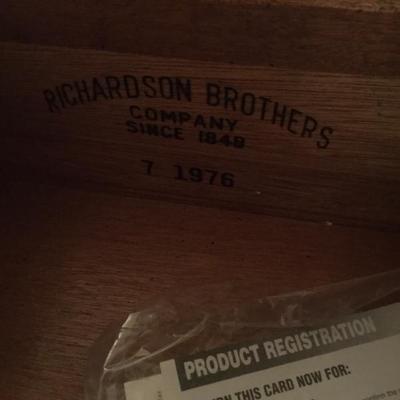 RICHARDSON BROTHERS
COMPANY
SINCE 1848
7 1976
PRODUCT REGISTRATION
THIS CARD NOW FOR: